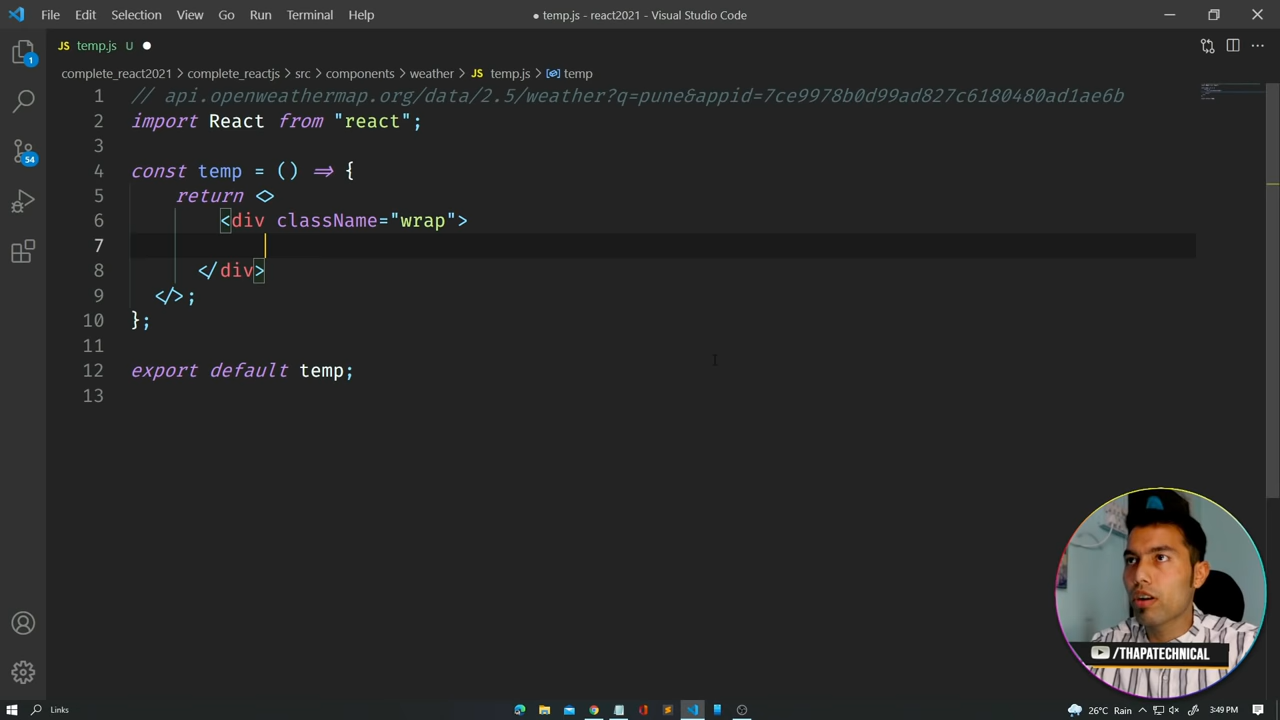 File Edit Selection View Go Run Terminal Help
● temp.js - react2021 - Visual Studio Code
JS temp.js U ●
complete_react2021 > complete_reactjs > src > components > weather > JS temp.js > temp
1 // api.openweathermap.org/data/2.5/weather?q=pune&appid=7ce9978b0d99ad827c6180480ad1ae6b
2 import React from "react";
3
4 const temp = () => {
5 return <>
6 <div className="wrap">
7
8 </div>
9 </>;
10 };
11
12 export default temp;
13
1
54
/THAPATECHNICAL
Links
26°C Rain
3:49 PM